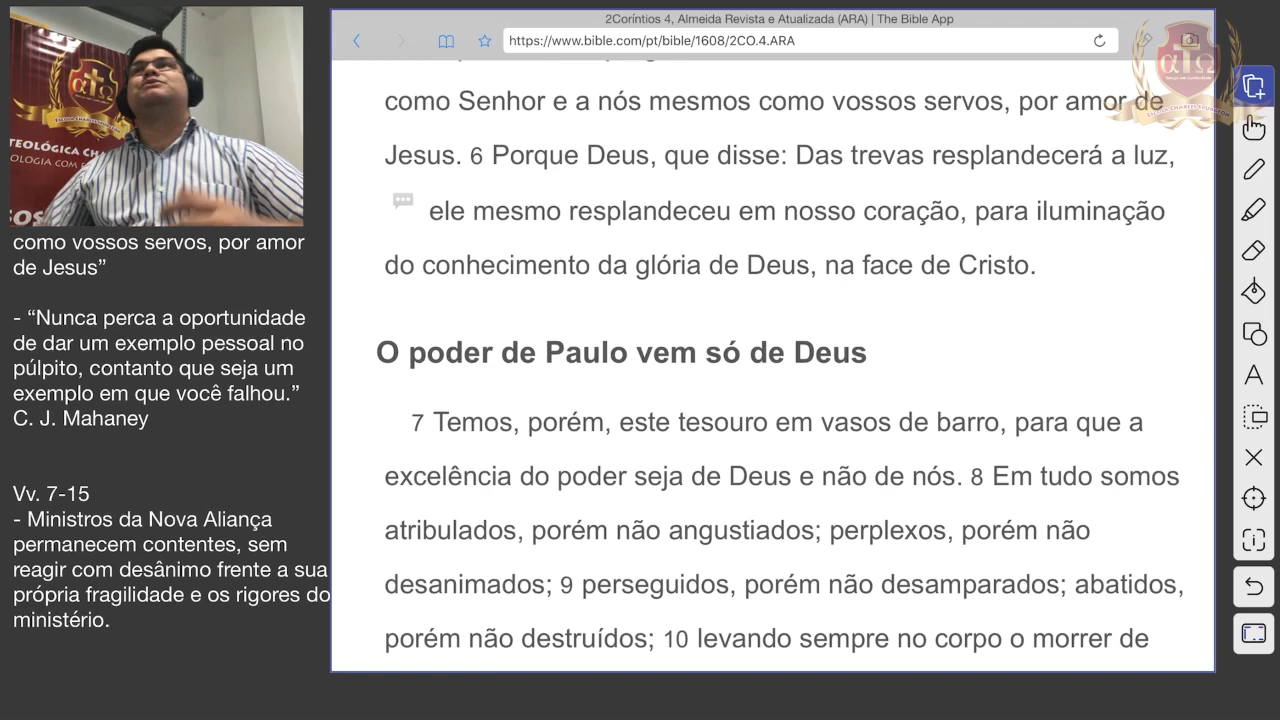 2Coríntios 4, Almeida Revista e Atualizada (ARA) | The Bible App
https://www.bible.com/pt/bible/1608/2CO.4.ARA
αΩ
TEOLÓGICA CHA
OLOGIA COM
SOS
como vossos servos, por amor
de Jesus”
- “Nunca perca a oportunidade
de dar um exemplo pessoal no
púlpito, contanto que seja um
exemplo em que você falhou.”
C. J. Mahaney
Vv. 7-15
- Ministros da Nova Aliança
permanecem contentes, sem
reagir com desânimo frente a sua
própria fragilidade e os rigores do
ministério.
como Senhor e a nós mesmos como vossos servos, por amor de
Jesus. 6 Porque Deus, que disse: Das trevas resplandecerá a luz,
ele mesmo resplandeceu em nosso coração, para iluminação
do conhecimento da glória de Deus, na face de Cristo.
O poder de Paulo vem só de Deus
7 Temos, porém, este tesouro em vasos de barro, para que a
excelência do poder seja de Deus e não de nós. 8 Em tudo somos
atribulados, porém não angustiados; perplexos, porém não
desanimados; 9 perseguidos, porém não desamparados; abatidos,
porém não destruídos; 10 levando sempre no corpo o morrer de
αΩ
A